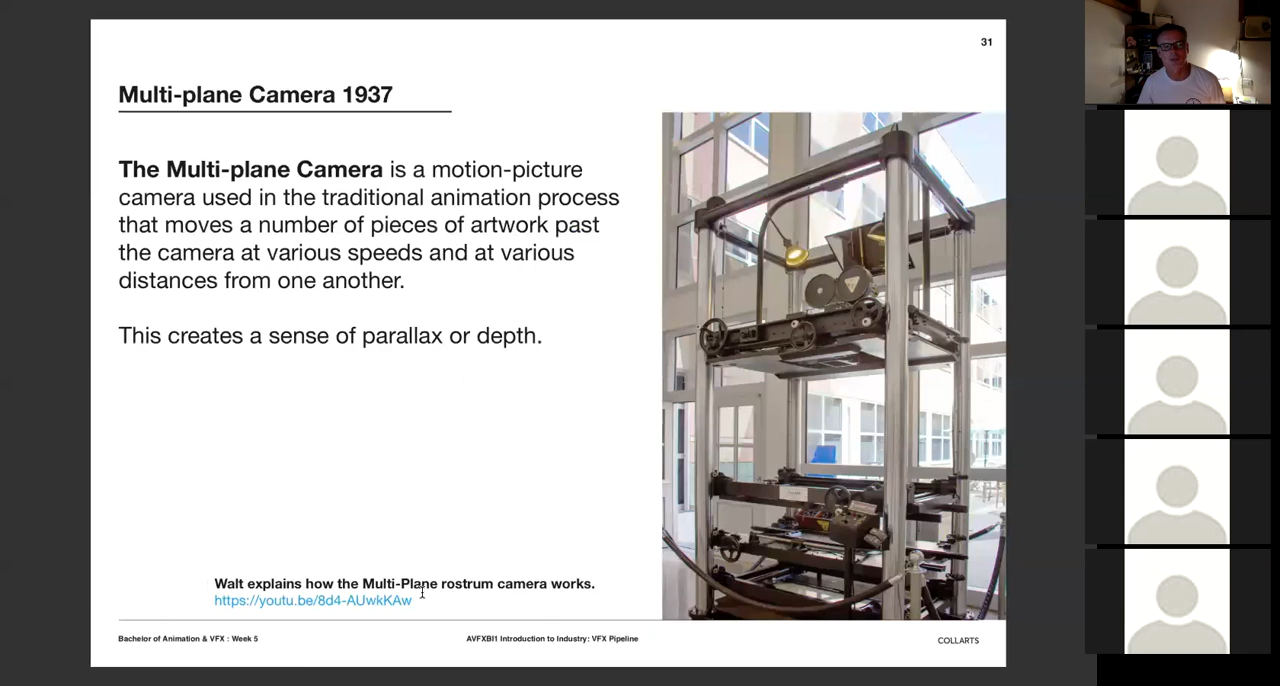 31
Multi-plane Camera 1937
The Multi-plane Camera is a motion-picture
camera used in the traditional animation process
that moves a number of pieces of artwork past
the camera at various speeds and at various
distances from one another.
This creates a sense of parallax or depth.
Walt explains how the Multi-Plane rostrum camera works.
https://youtu.be/8d4-AUwkKAw
Bachelor of Animation & VFX : Week 5
AVFXBI1 Introduction to Industry: VFX Pipeline
COLLARTS